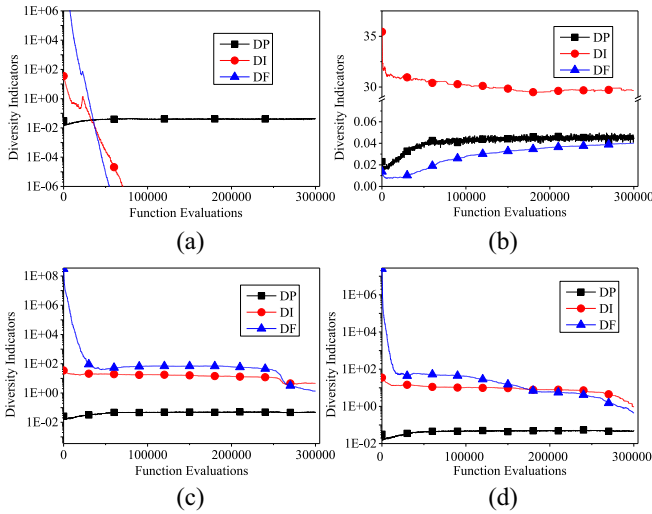 1E+06
1E+04
1E+02
1E+00
1E-02
1E-04
1E-06
Diversity Indicators
DP
DI
DF
0 100000 200000 300000
Function Evaluations
(a)
35
30
0.06
0.04
0.02
0.00
Diversity Indicators
DP
DI
DF
0 100000 200000 300000
Function Evaluations
(b)
1E+08
1E+06
1E+04
1E+02
1E+00
1E-02
Diversity Indicators
DP
DI
DF
0 100000 200000 300000
Function Evaluations
(c)
1E+06
1E+04
1E+02
1E+00
1E-02
Diversity Indicators
DP
DI
DF
0 100000 200000 300000
Function Evaluations
(d)